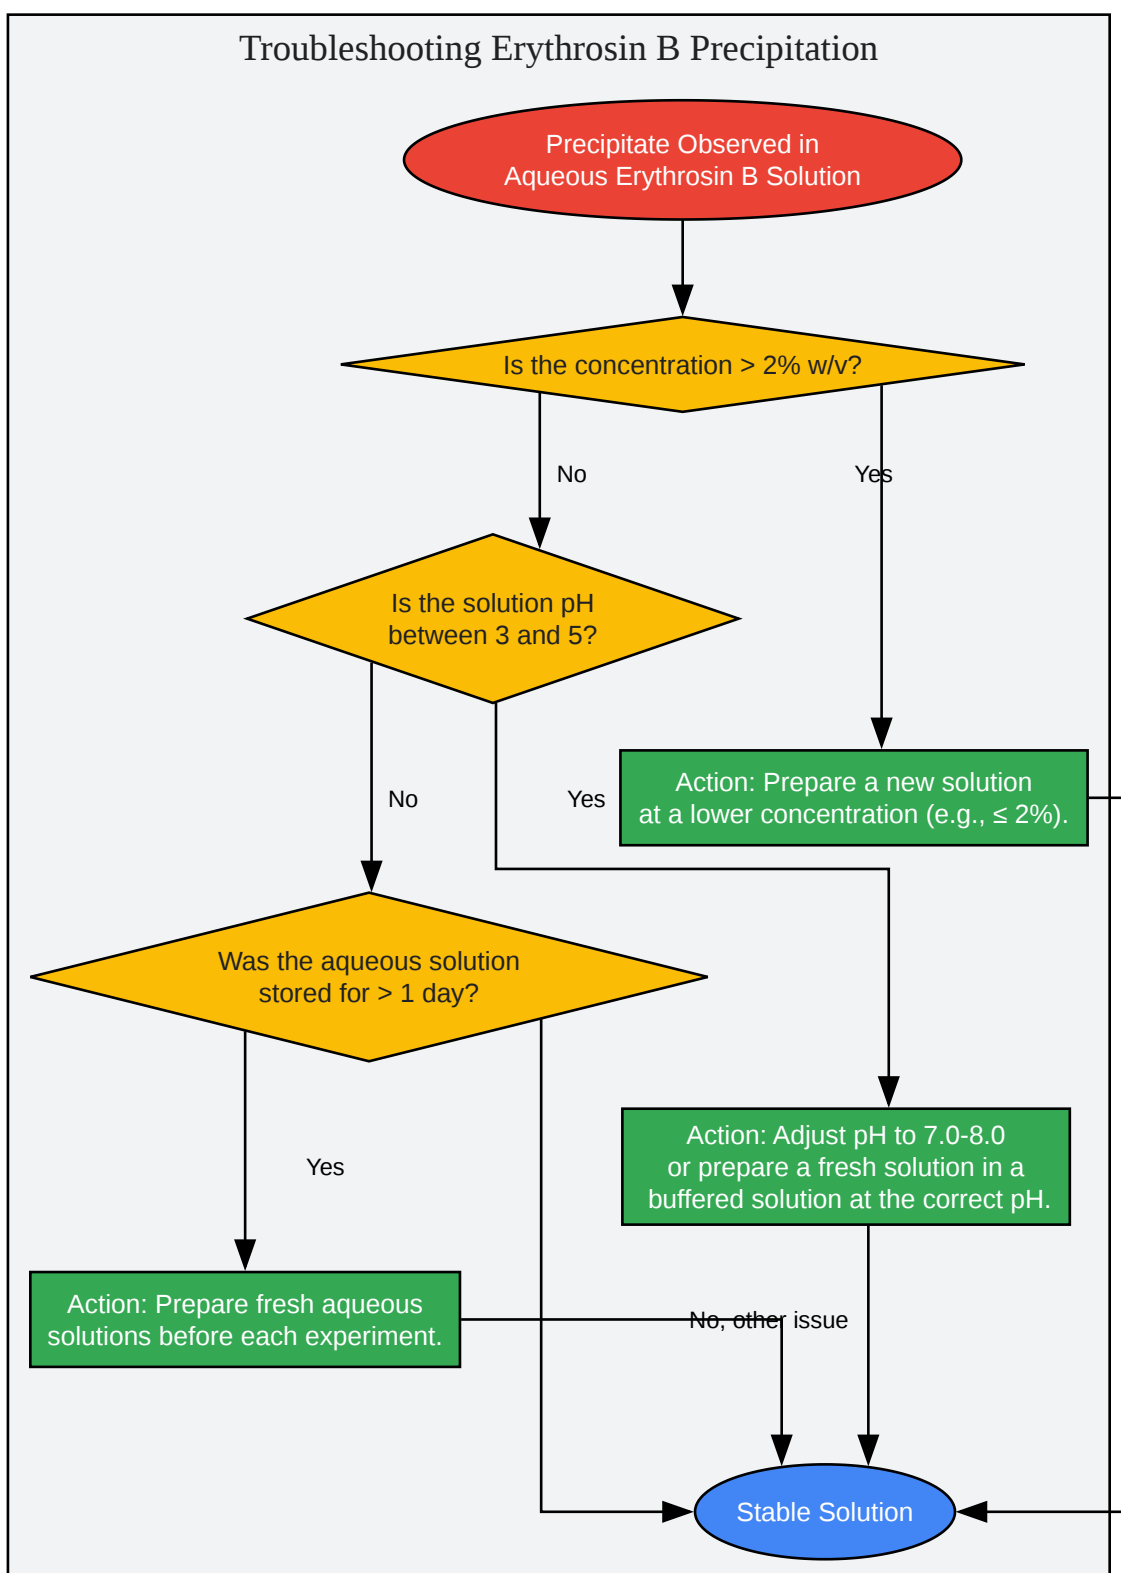 Troubleshooting Erythrosin B Precipitation
Precipitate Observed in
Aqueous Erythrosin B Solution
Is the concentration > 2% w/v?
No
Yes
Is the solution pH
between 3 and 5?
Action: Prepare a new solution
at a lower concentration (e.g., ≤ 2%).
No
Yes
Was the aqueous solution
stored for > 1 day?
Action: Adjust pH to 7.0-8.0
or prepare a fresh solution in a
buffered solution at the correct pH.
Yes
Action: Prepare fresh aqueous
solutions before each experiment.
No, other issue
Stable Solution